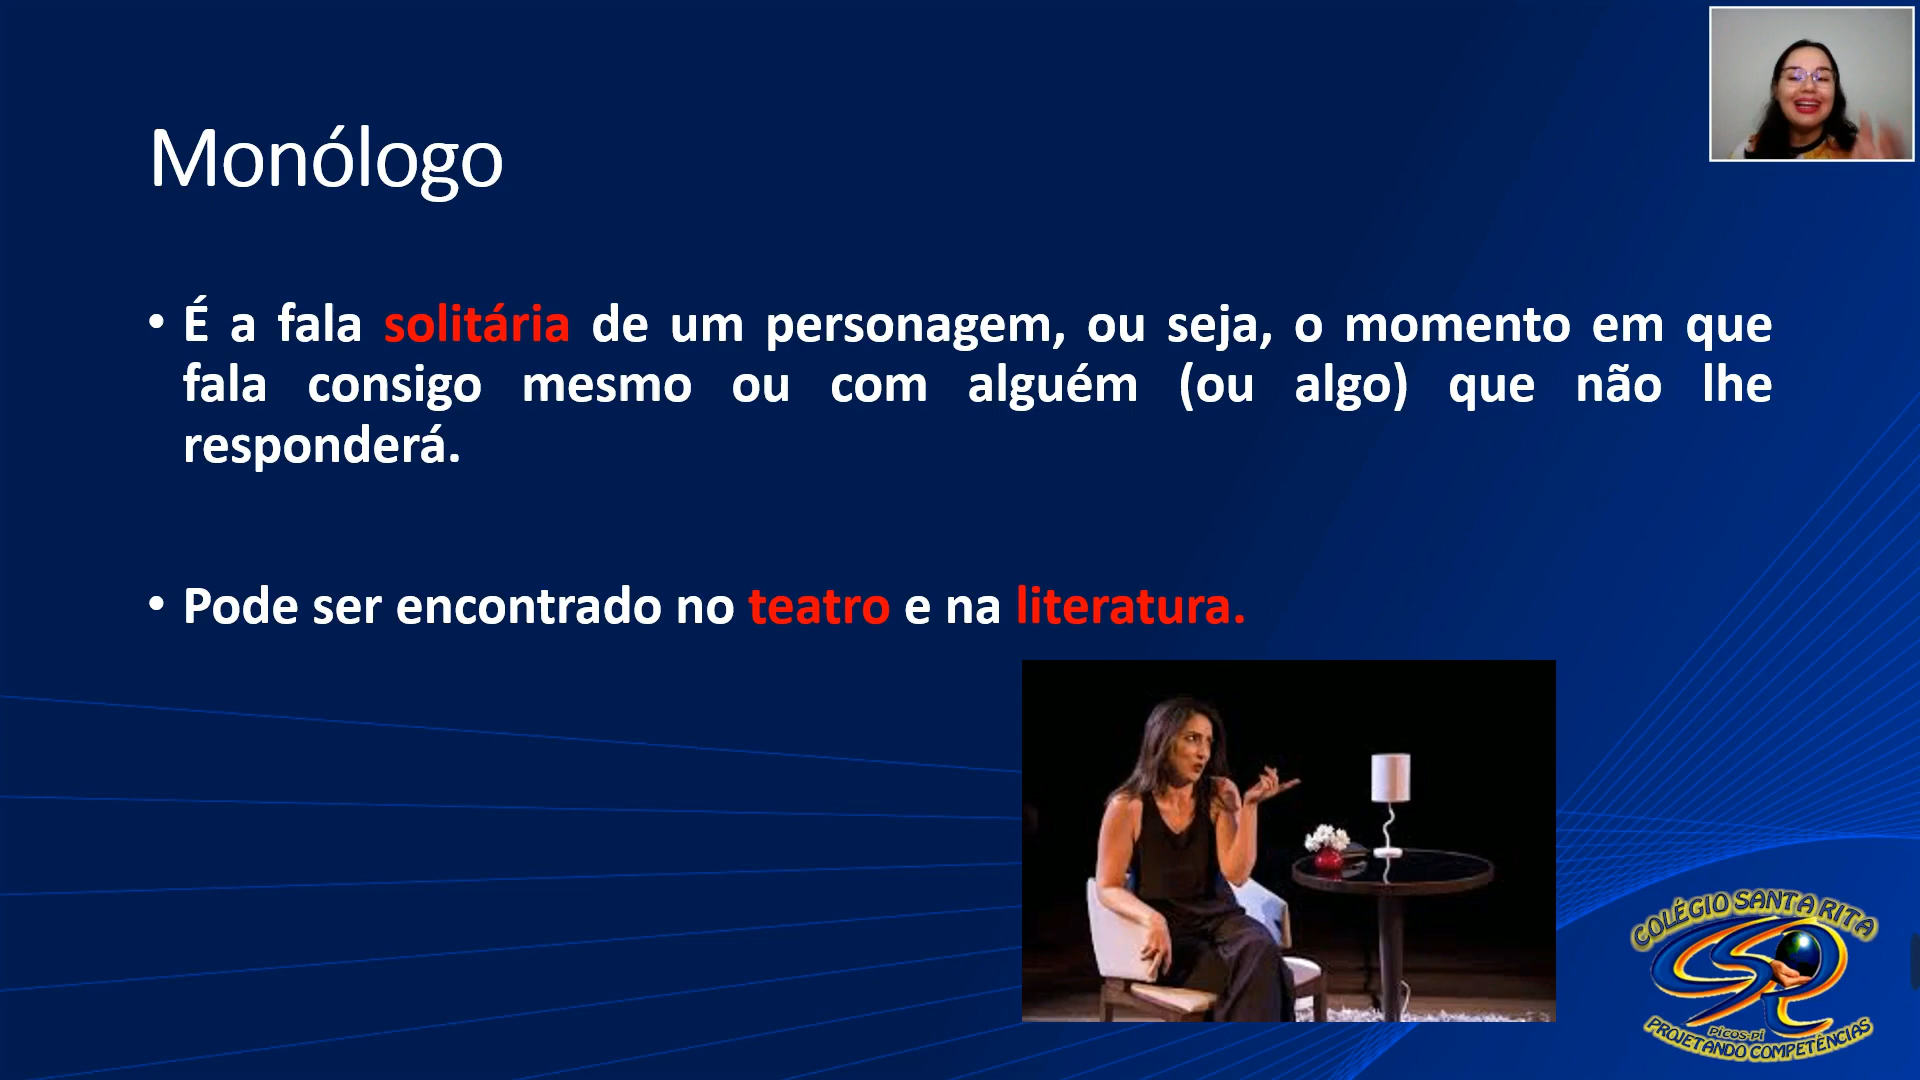 Monólogo
• É a fala solitária de um personagem, ou seja, o momento em que
fala consigo mesmo ou com alguém (ou algo) que não lhe
responderá.
• Pode ser encontrado no teatro e na literatura.
COLÉGIO SANTA RITA
CSR
PICOS-PI
PROJETANDO COMPETÊNCIAS